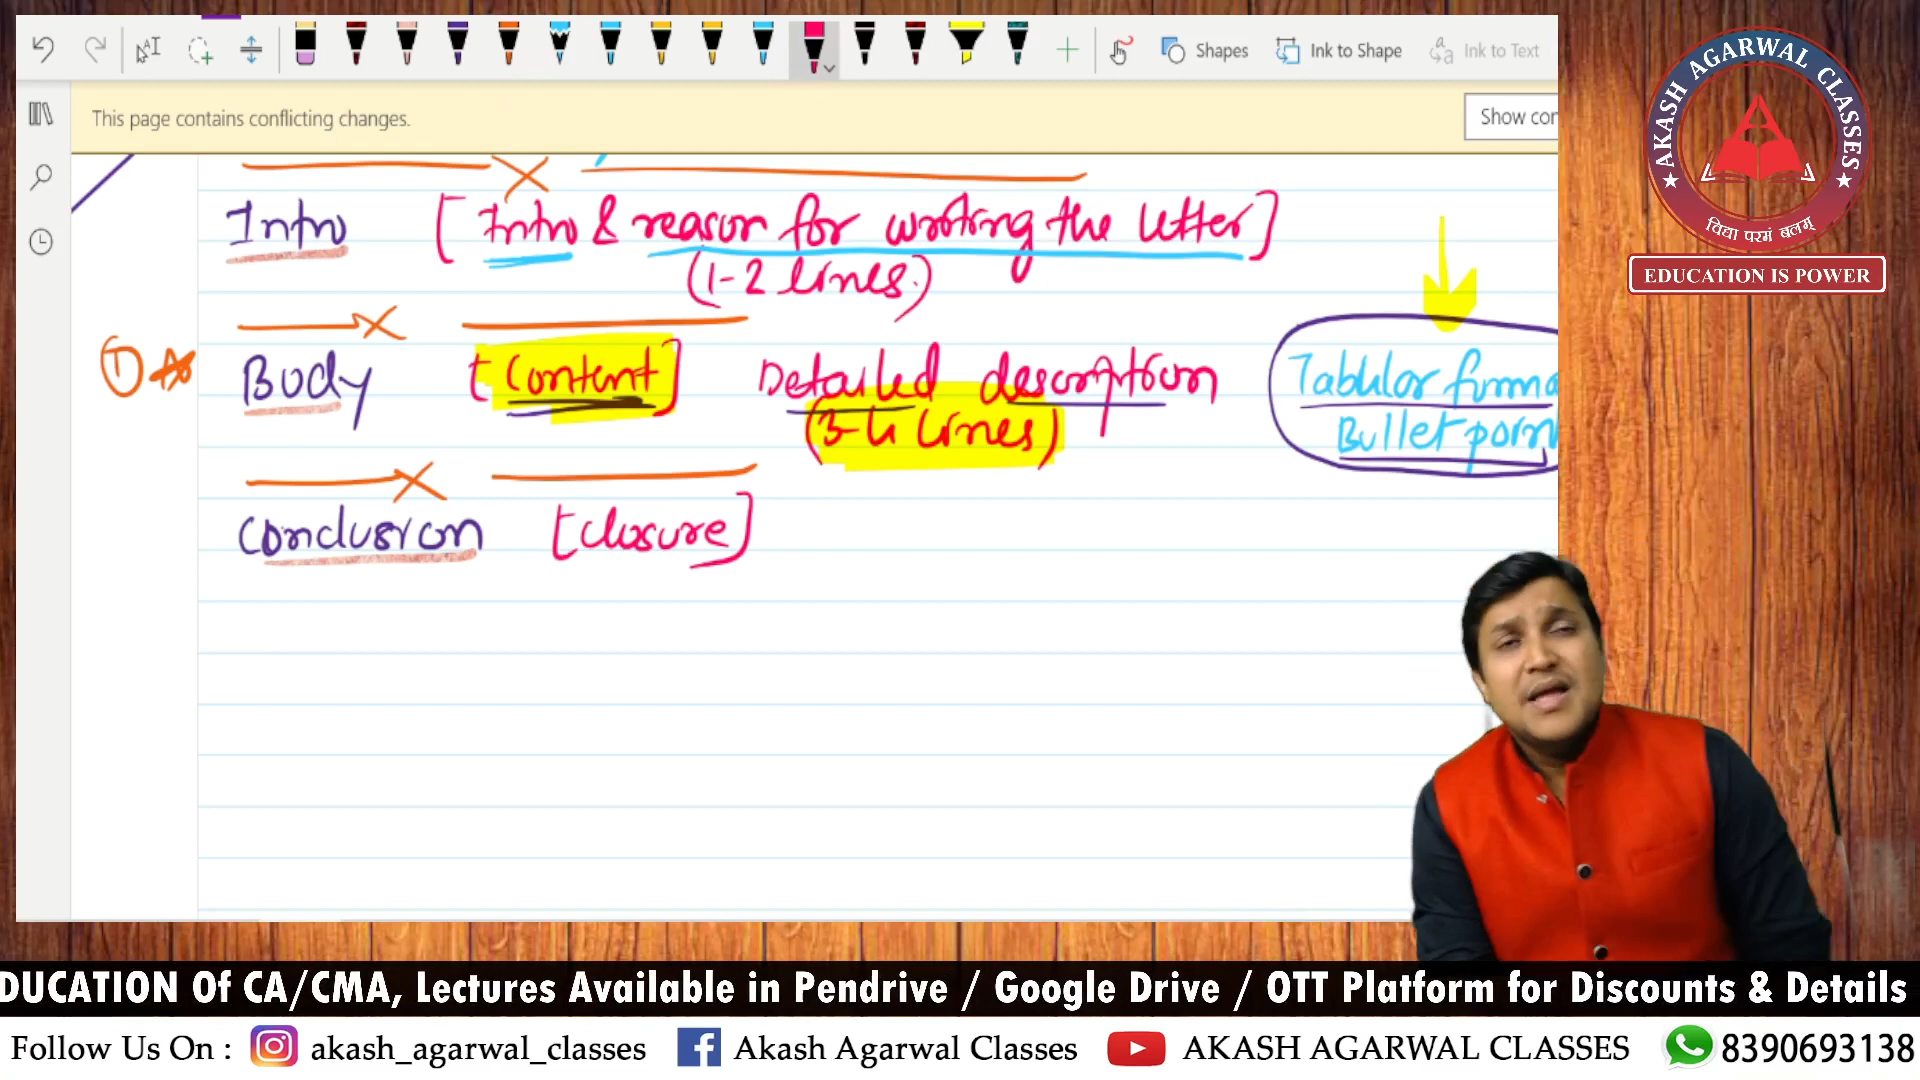 Shapes
Ink to Shape
Ink to Text
This page contains conflicting changes.
Show con
Intro [Intro & reason for writing the letter]
(1-2 lines.)
① Body [Content] Detailed description Tabular forma
(3-4 lines) Bullet poin
Conclusion [closure]
AKASH AGARWAL CLASSES
विद्या परमं बलम्
EDUCATION IS POWER
DUCATION Of CA/CMA, Lectures Available in Pendrive / Google Drive / OTT Platform for Discounts & Details
Follow Us On : akash_agarwal_classes Akash Agarwal Classes AKASH AGARWAL CLASSES 8390693138